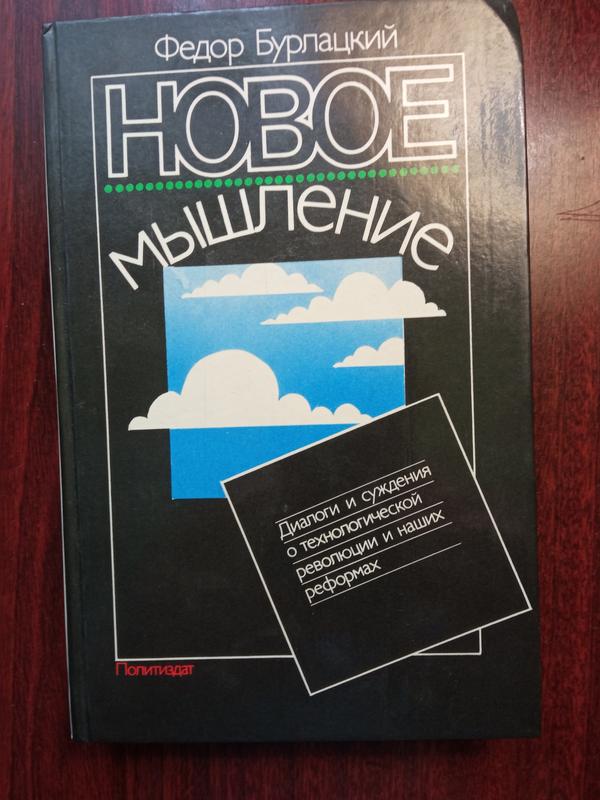 Федор Бурлацкий
НОВОЕ
мышление
Диалоги и суждения
о технологической
революции и наших
реформах
Политиздат